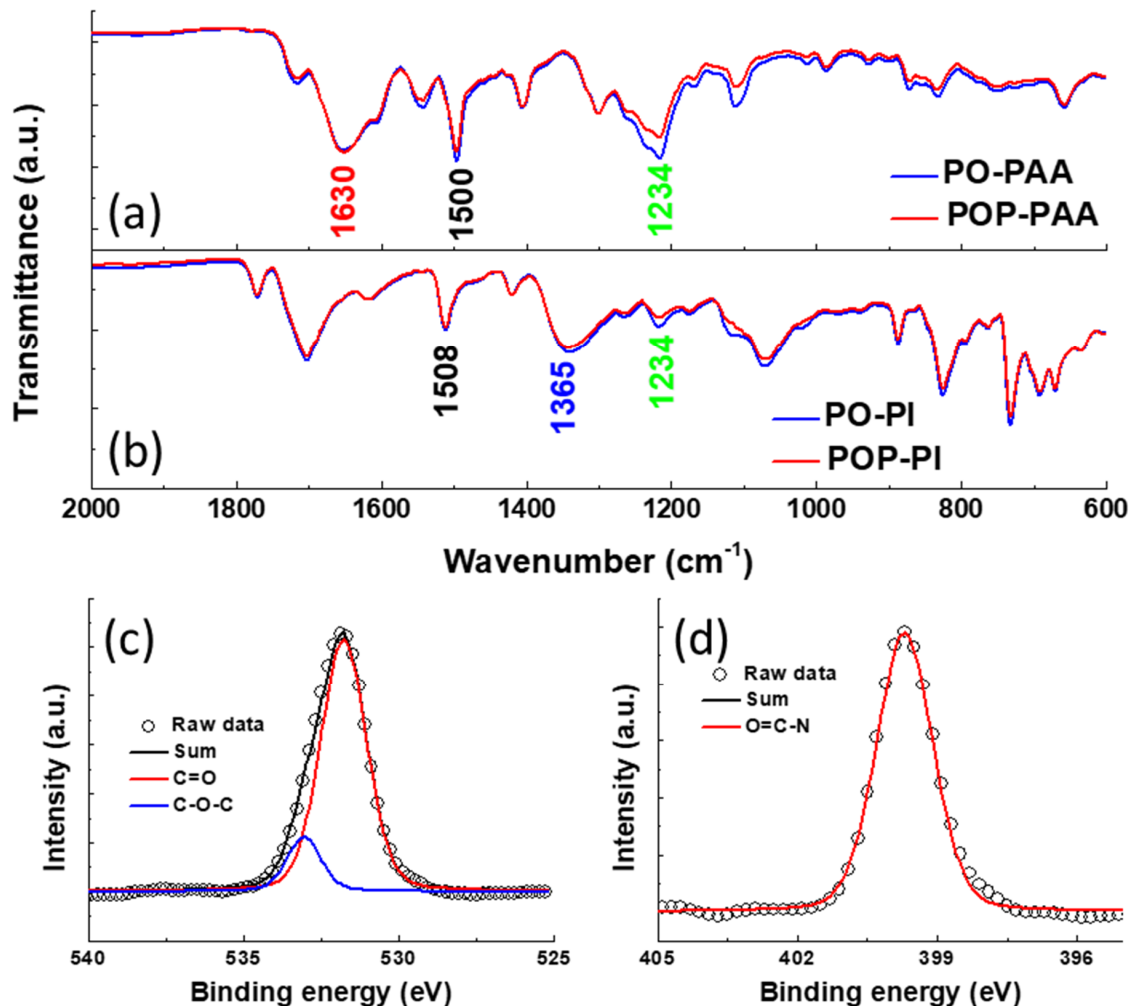 Transmittance (a.u.)
(a)
1630
1500
1234
PO-PAA
POP-PAA
(b)
1508
1365
1234
PO-PI
POP-PI
2000 1800 1600 1400 1200 1000 800 600
Wavenumber (cm⁻¹)
Intensity (a.u.)
(c)
Raw data
Sum
C=O
C-O-C
540 535 530 525
Binding energy (eV)
Intensity (a.u.)
(d)
Raw data
Sum
O=C-N
405 402 399 396
Binding energy (eV)